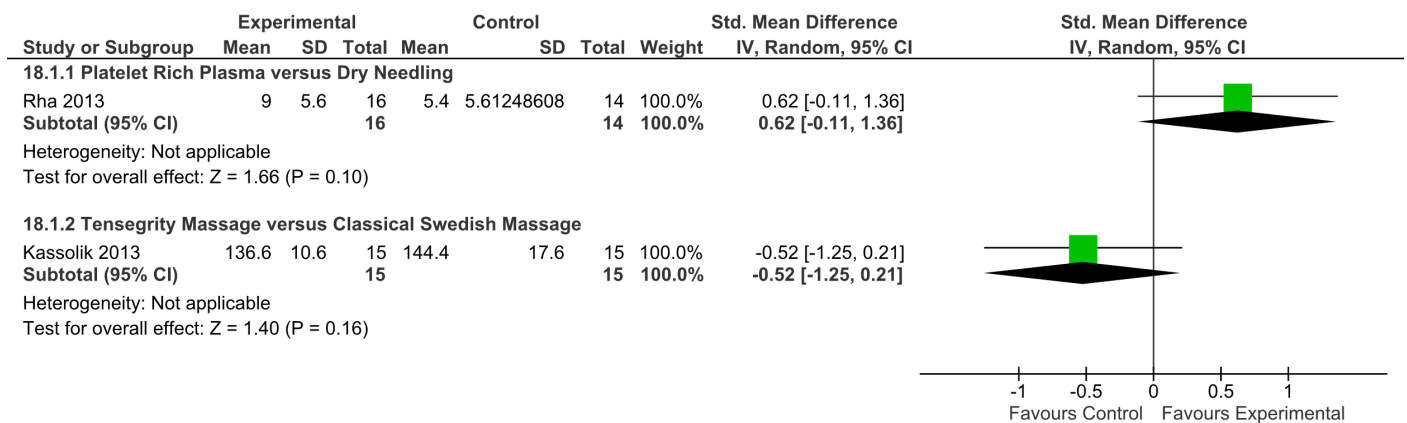 Experimental Control Std. Mean Difference Std. Mean Difference
Study or Subgroup Mean SD Total Mean SD Total Weight IV, Random, 95% CI IV, Random, 95% CI
18.1.1 Platelet Rich Plasma versus Dry Needling
Rha 2013 9 5.6 16 5.4 5.61248608 14 100.0% 0.62 [-0.11, 1.36]
Subtotal (95% CI) 16 14 100.0% 0.62 [-0.11, 1.36]
Heterogeneity: Not applicable
Test for overall effect: Z = 1.66 (P = 0.10)
18.1.2 Tensegrity Massage versus Classical Swedish Massage
Kassolik 2013 136.6 10.6 15 144.4 17.6 15 100.0% -0.52 [-1.25, 0.21]
Subtotal (95% CI) 15 15 100.0% -0.52 [-1.25, 0.21]
Heterogeneity: Not applicable
Test for overall effect: Z = 1.40 (P = 0.16)
-1 -0.5 0 0.5 1
Favours Control Favours Experimental